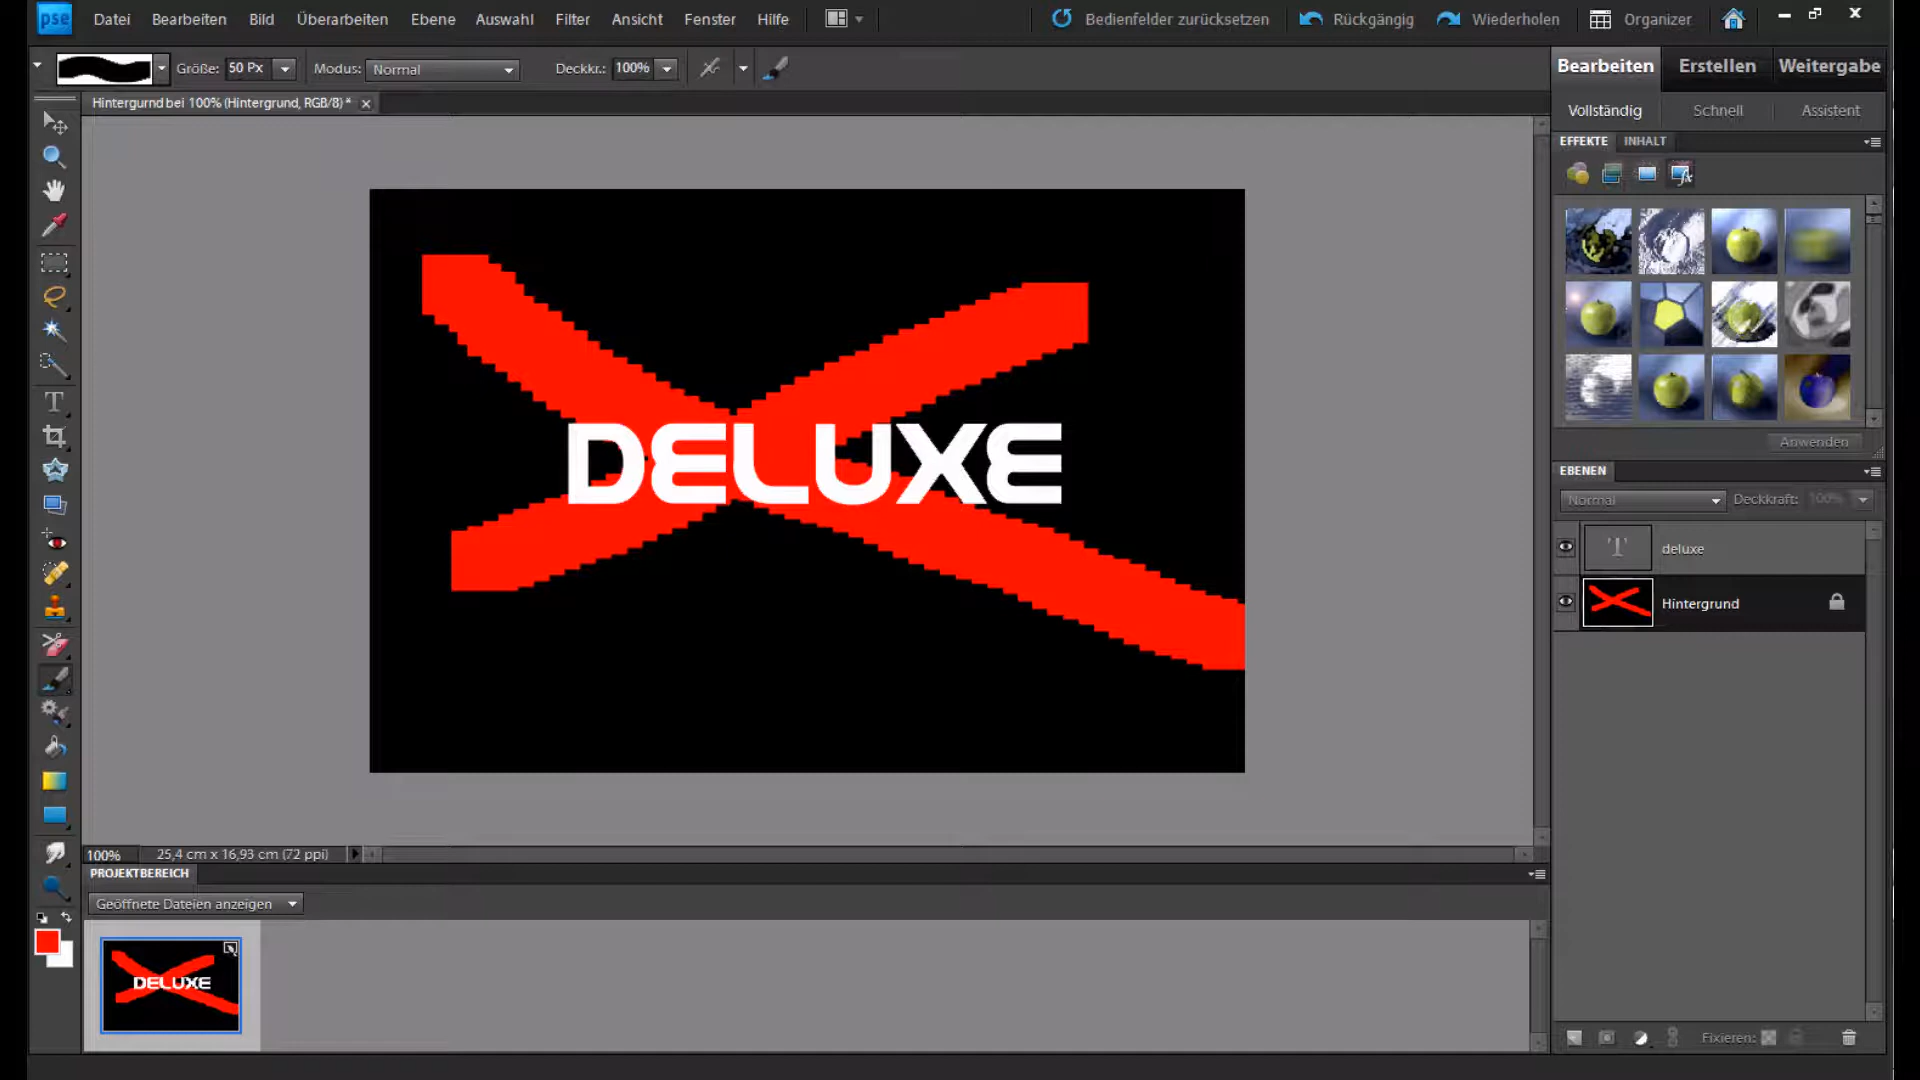 pse Datei Bearbeiten Bild Überarbeiten Ebene Auswahl Filter Ansicht Fenster Hilfe Bedienfelder zurücksetzen Rückgängig Wiederholen Organizer
Größe: 50 Px Modus: Normal Deckkr.: 100%
Bearbeiten Erstellen Weitergabe
Hintergurnd bei 100% (Hintergrund, RGB/8) *
Vollständig Schnell Assistent
EFFEKTE INHALT
DELUXE
Anwenden
EBENEN
Normal Deckkraft: 100%
T deluxe
Hintergrund
100% 25,4 cm x 16,93 cm (72 ppi)
PROJEKTBEREICH
Geöffnete Dateien anzeigen
DELUXE
Fixieren: